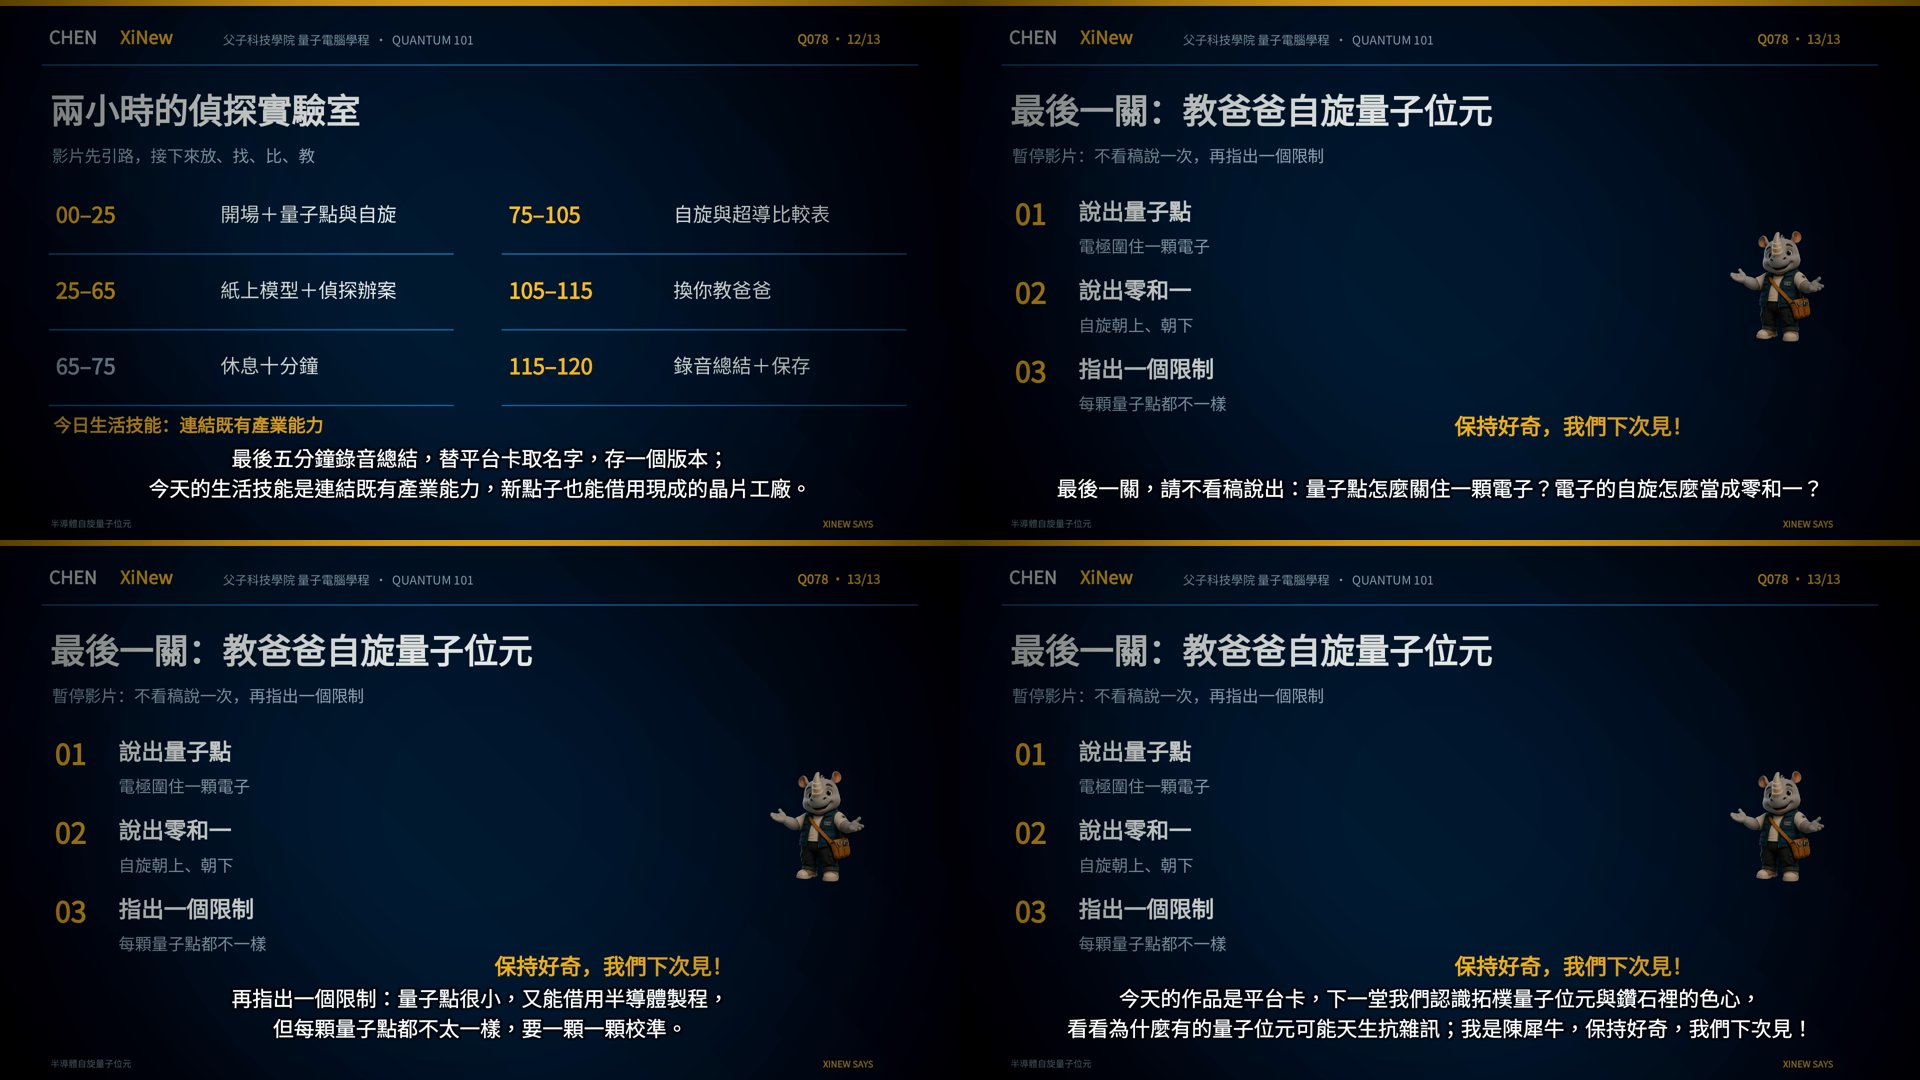 CHEN XiNew 父子科技學院 量子電腦學程 · QUANTUM 101 Q078 · 12/13
兩小時的偵探實驗室
影片先引路，接下來放、找、比、教
00–25 開場＋量子點與自旋
25–65 紙上模型＋偵探辦案
65–75 休息十分鐘
75–105 自旋與超導比較表
105–115 換你教爸爸
115–120 錄音總結＋保存
今日生活技能：連結既有產業能力
最後五分鐘錄音總結，替平台卡取名字，存一個版本；
今天的生活技能是連結既有產業能力，新點子也能借用現成的晶片工廠。
半導體自旋量子位元 XINEW SAYS
CHEN XiNew 父子科技學院 量子電腦學程 · QUANTUM 101 Q078 · 13/13
最後一關：教爸爸自旋量子位元
暫停影片：不看稿說一次，再指出一個限制
01 說出量子點
電極圍住一顆電子
02 說出零和一
自旋朝上、朝下
03 指出一個限制
每顆量子點都不一樣
保持好奇，我們下次見！
最後一關，請不看稿說出：量子點怎麼關住一顆電子？電子的自旋怎麼當成零和一？
半導體自旋量子位元 XINEW SAYS
CHEN XiNew 父子科技學院 量子電腦學程 · QUANTUM 101 Q078 · 13/13
最後一關：教爸爸自旋量子位元
暫停影片：不看稿說一次，再指出一個限制
01 說出量子點
電極圍住一顆電子
02 說出零和一
自旋朝上、朝下
03 指出一個限制
每顆量子點都不一樣
保持好奇，我們下次見！
再指出一個限制：量子點很小，又能借用半導體製程，
但每顆量子點都不太一樣，要一顆一顆校準。
半導體自旋量子位元 XINEW SAYS
CHEN XiNew 父子科技學院 量子電腦學程 · QUANTUM 101 Q078 · 13/13
最後一關：教爸爸自旋量子位元
暫停影片：不看稿說一次，再指出一個限制
01 說出量子點
電極圍住一顆電子
02 說出零和一
自旋朝上、朝下
03 指出一個限制
每顆量子點都不一樣
保持好奇，我們下次見！
今天的作品是平台卡，下一堂我們認識拓樸量子位元與鑽石裡的色心，
看看為什麼有的量子位元可能天生抗雜訊；我是陳犀牛，保持好奇，我們下次見！
半導體自旋量子位元 XINEW SAYS